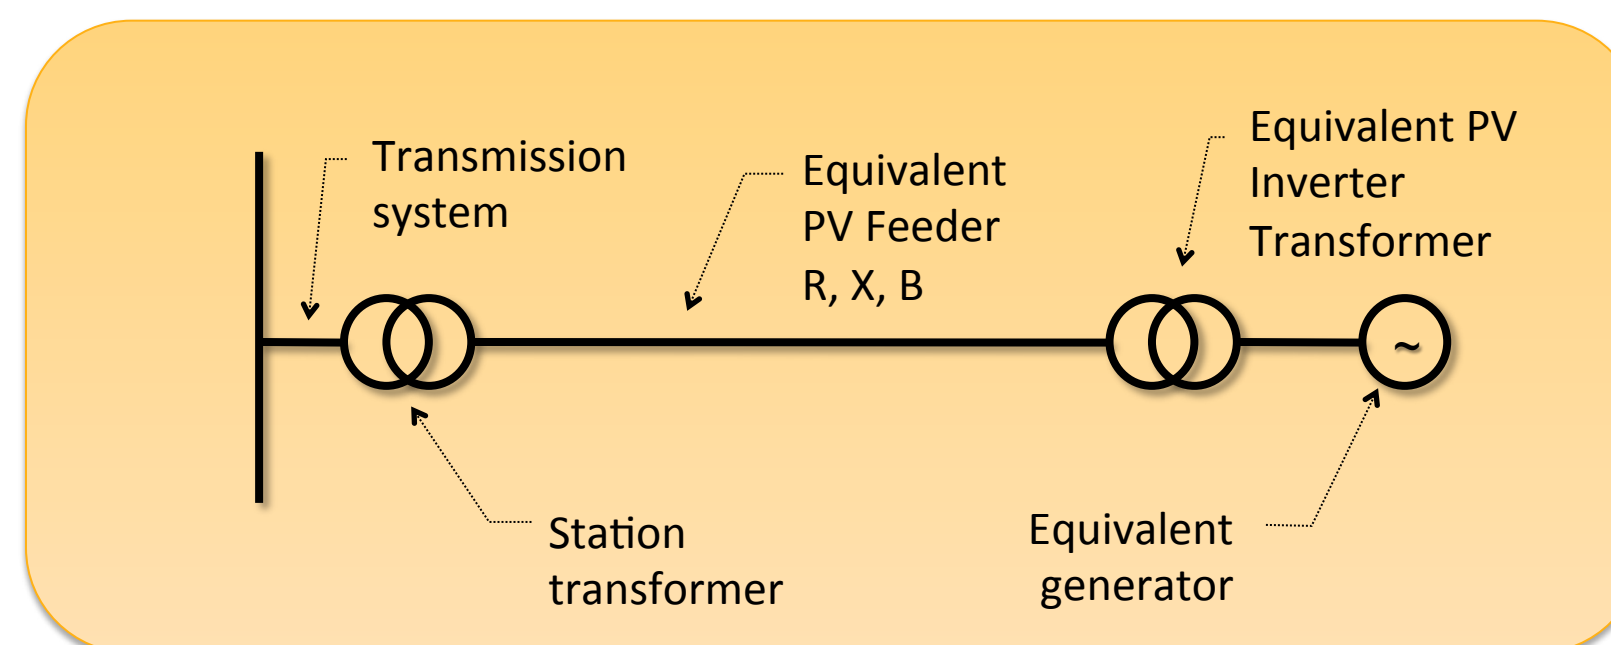 Transmission
system
Equivalent
PV Feeder
R, X, B
Equivalent PV
Inverter
Transformer
~
Station
transformer
Equivalent
generator